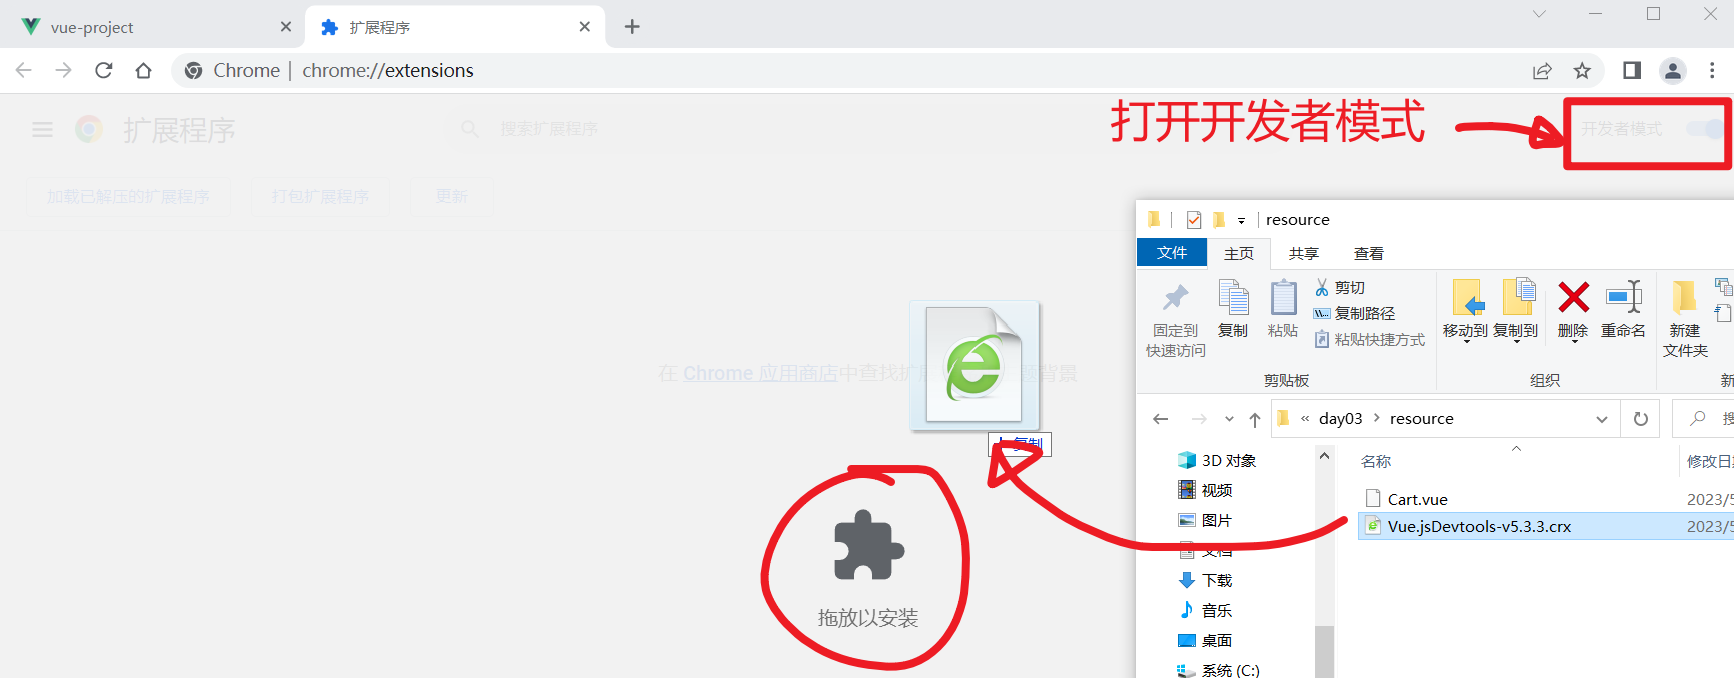 vue-project
扩展程序
Chrome | chrome://extensions
扩展程序
搜索扩展程序
打开开发者模式
开发者模式
加载已解压的扩展程序
打包扩展程序
更新
resource
文件
主页
共享
查看
固定到
快速访问
复制
粘贴
剪切
复制路径
粘贴快捷方式
剪贴板
移动到
复制到
删除
重命名
组织
新建
文件夹
新
在 Chrome 应用商店中查找扩
背景
复制
拖放以安装
« day03 › resource
3D 对象
视频
图片
文档
下载
音乐
桌面
系统 (C:)
名称
修改日
Cart.vue
2023/5
Vue.jsDevtools-v5.3.3.crx
2023/5